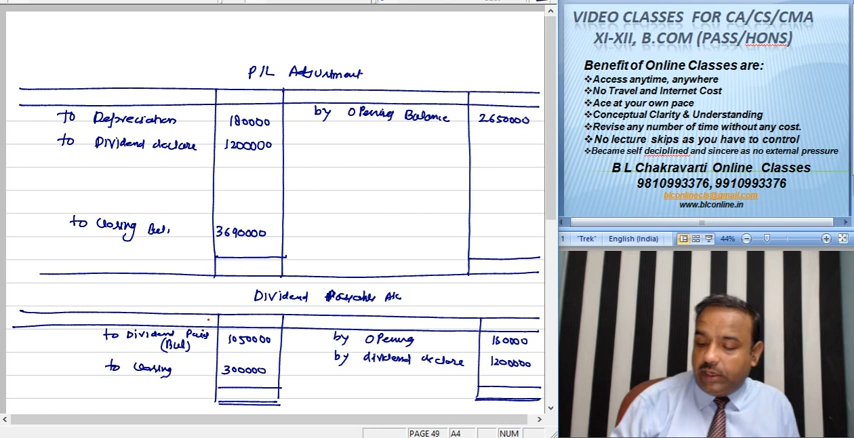 VIDEO CLASSES FOR CA/CS/CMA
XI-XII, B.COM (PASS/HONS)
Benefit of Online Classes are:
❖Access anytime, anywhere
❖No Travel and Internet Cost
❖Ace at your own pace
❖Conceptual Clarity & Understanding
❖Revise any number of time without any cost.
❖No lecture skips as you have to control
❖Became self deciplined and sincere as no external pressure
B L Chakravarti Online Classes
9810993376, 9910993376
www.blconline.in
1 "Trek" English (India) 44%
P/L Adjustment
to Depreciation 180000 by Opening Balance 2650000
to Dividend declare 1200000
to Closing Bal. 3690000
Dividend Payable A/c
to Dividend Paid 1050000 by Opening
(Bal) by dividend declare 1200000
to Closing 300000
PAGE 49 A4 NUM